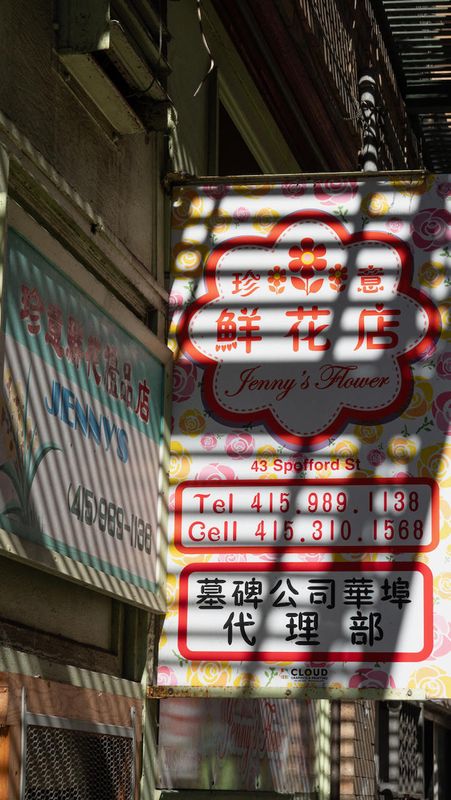 珍意鮮花禮品店
JENNY'S
(415)989-1138
珍意
鮮花店
Jenny's Flower
43 Spofford St
Tel 415.989.1138
Cell 415.310.1568
墓碑公司華埠
代理部
CLOUD